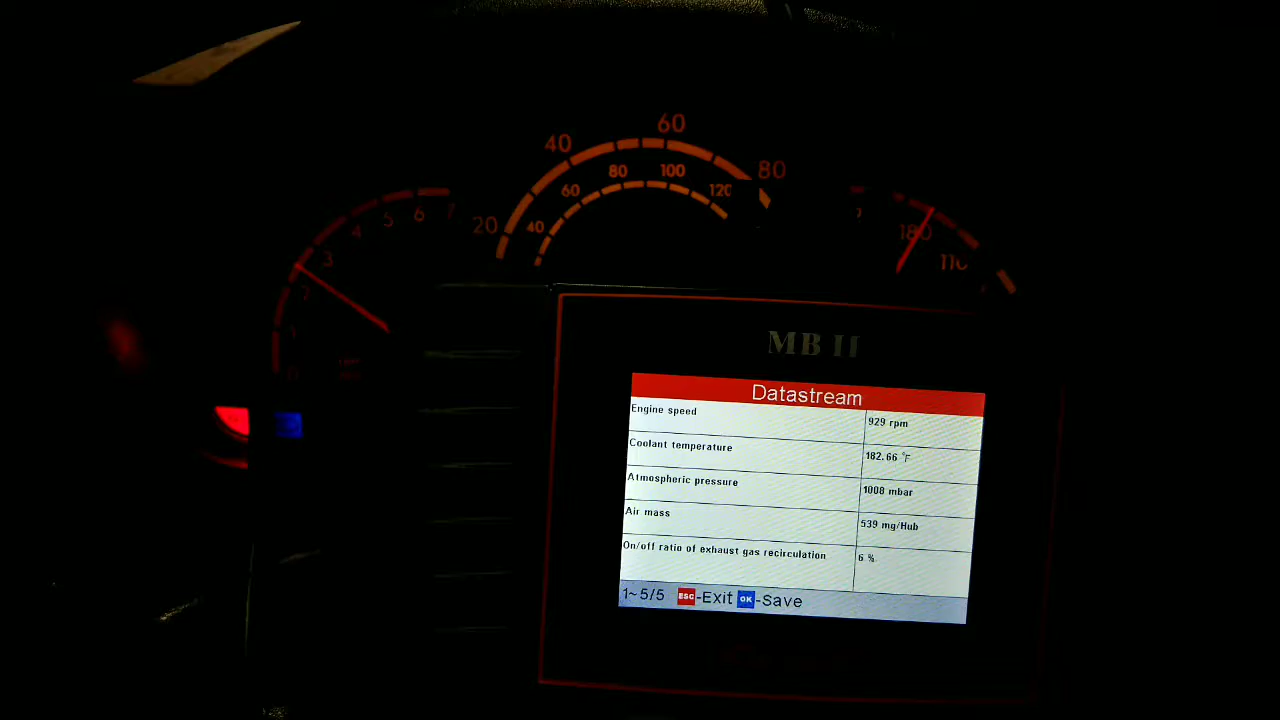 60
40
80
80 100
60 120
5 6 7
4
20 40
3
180
110
MB II
Datastream
Engine speed 929 rpm
Coolant temperature 182.66 °F
Atmospheric pressure 1008 mbar
Air mass 539 mg/Hub
On/off ratio of exhaust gas recirculation 6 %
1~5/5 ESC-Exit OK-Save